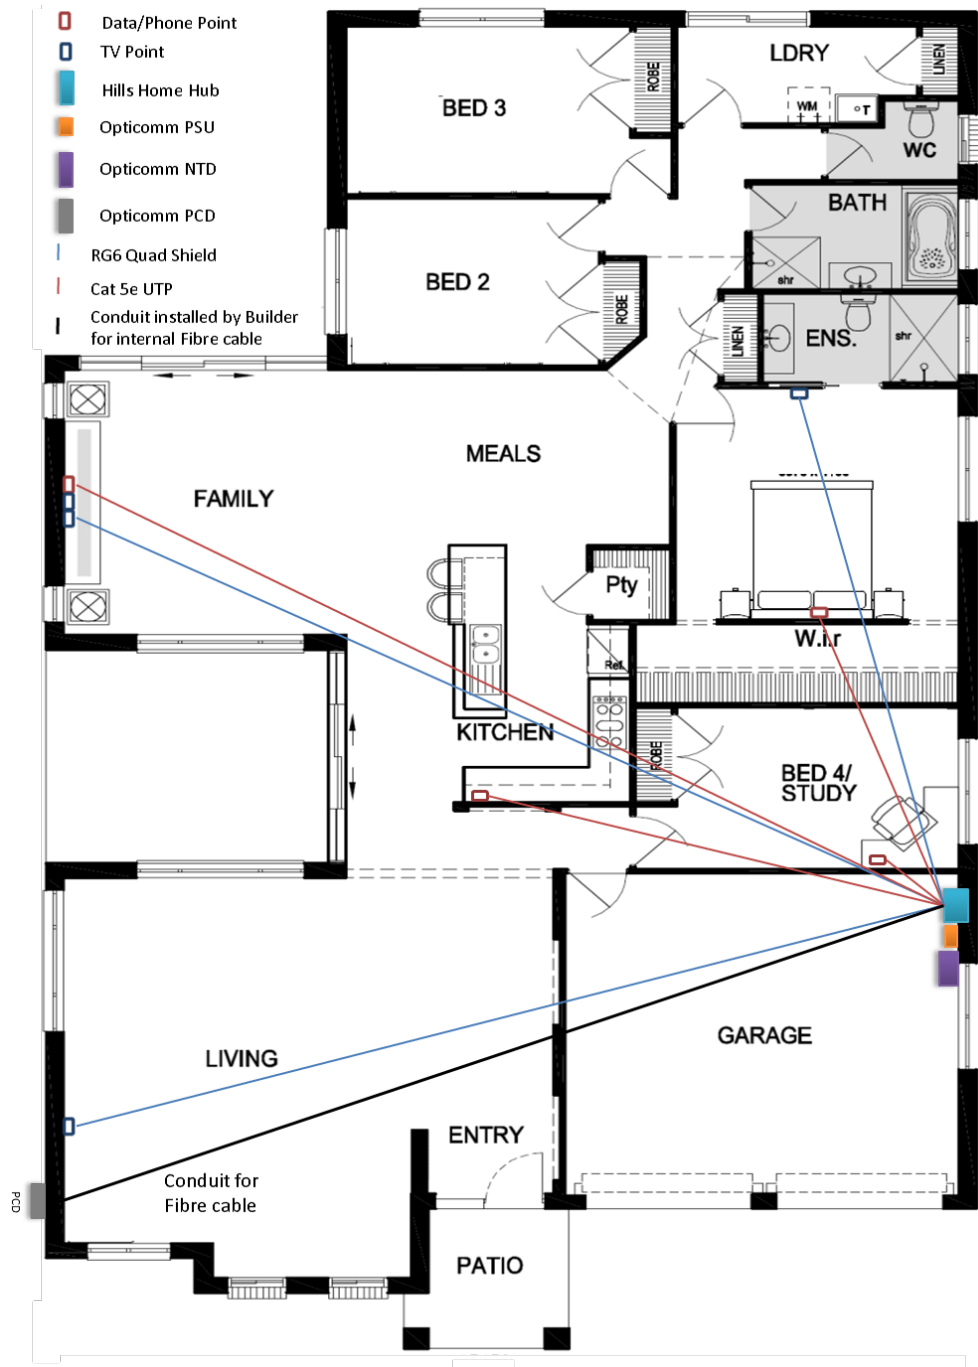 Data/Phone Point
TV Point
Hills Home Hub
Opticomm PSU
Opticomm NTD
Opticomm PCD
RG6 Quad Shield
Cat 5e UTP
Conduit installed by Builder
for internal Fibre cable
BED 3
ROBE
LDRY
LINEN
WM
T
WC
BATH
shr
BED 2
ROBE
LINEN
ENS.
shr
MEALS
FAMILY
Pty
W.i.r
Ref
KITCHEN
ROBE
BED 4/
STUDY
GARAGE
LIVING
ENTRY
Conduit for
Fibre cable
PCD
PATIO